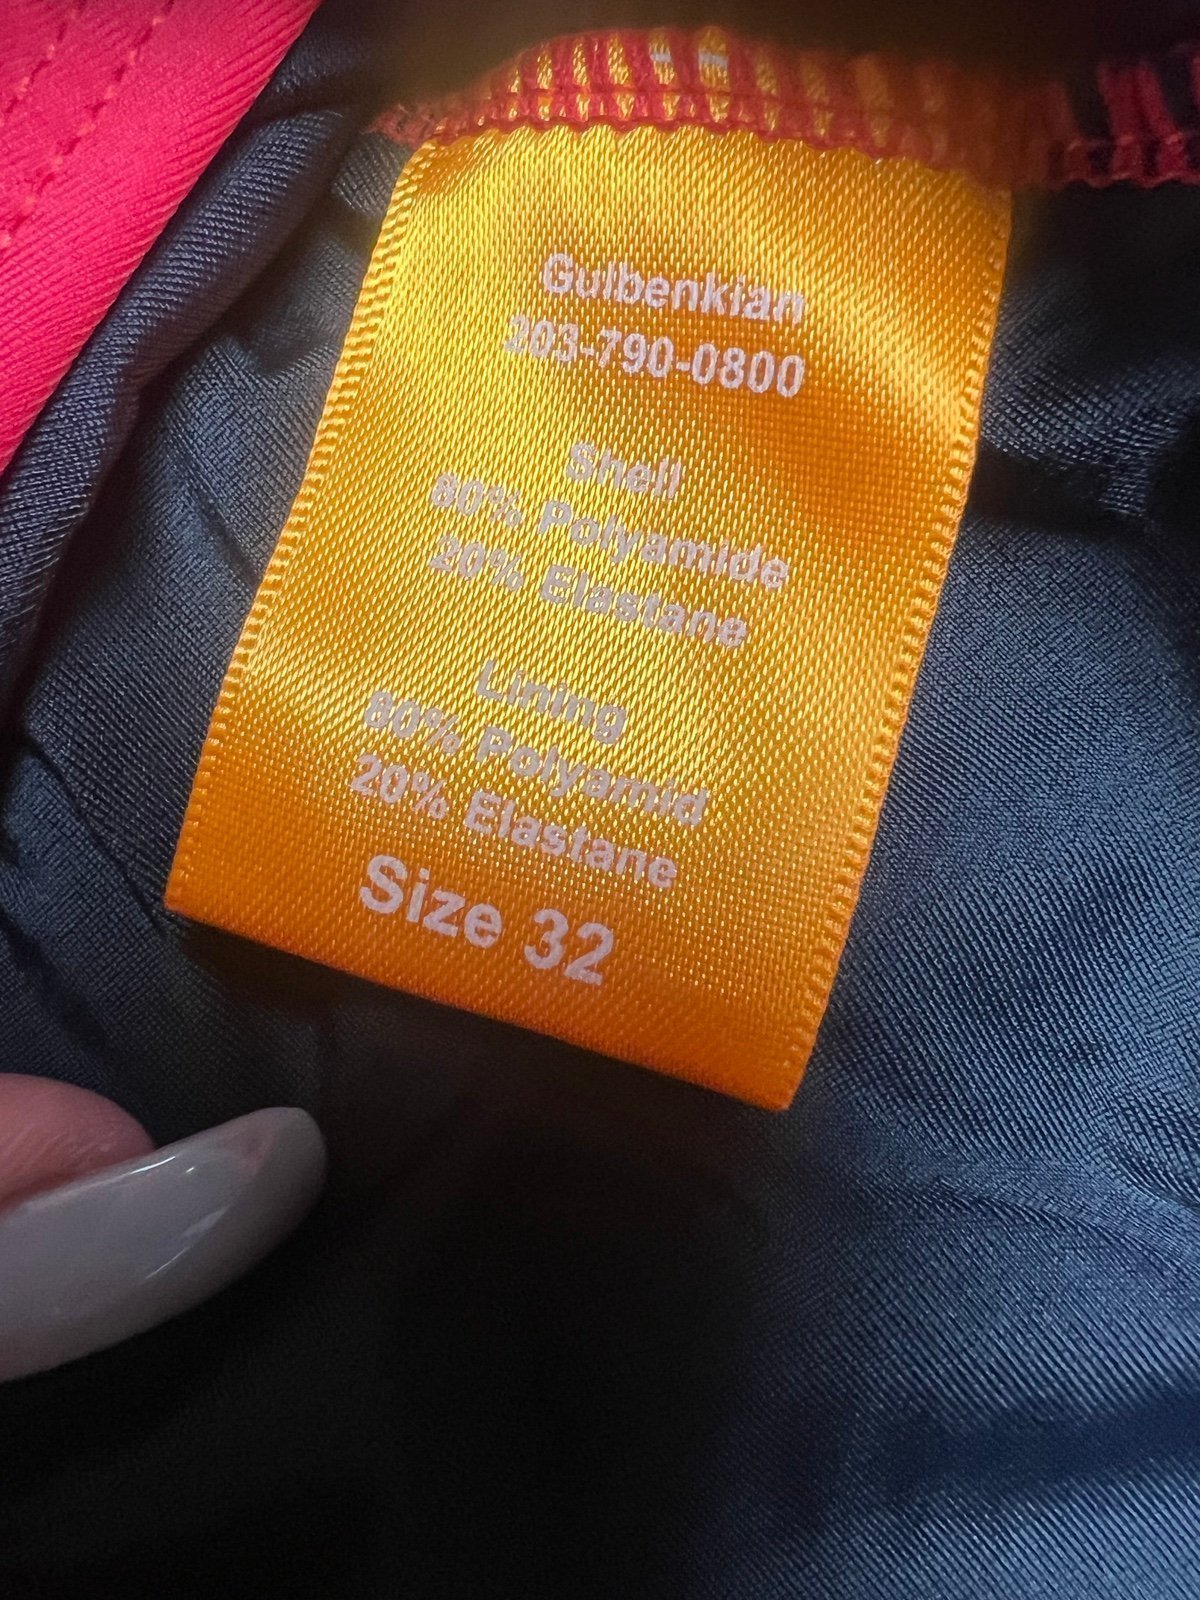 Gulbenkian
203-790-0800
Shell
80% Polyamide
20% Elastane
Lining
80% Polyamid
20% Elastane
Size 32